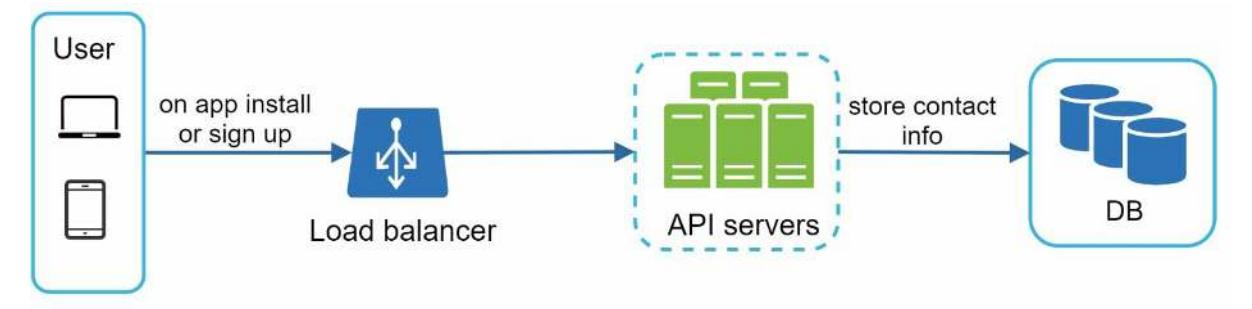 User
on app install
or sign up
Load balancer
API servers
store contact
info
DB